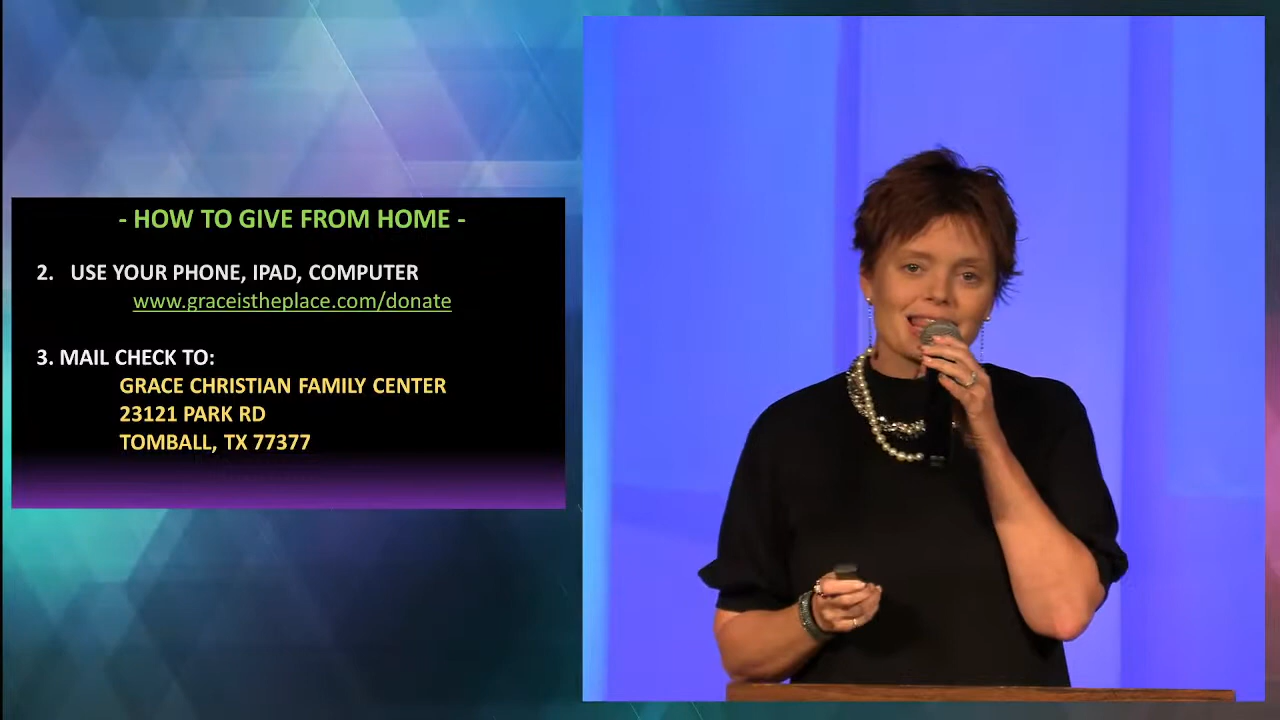 - HOW TO GIVE FROM HOME -
2. USE YOUR PHONE, IPAD, COMPUTER
www.graceistheplace.com/donate
3. MAIL CHECK TO:
GRACE CHRISTIAN FAMILY CENTER
23121 PARK RD
TOMBALL, TX 77377